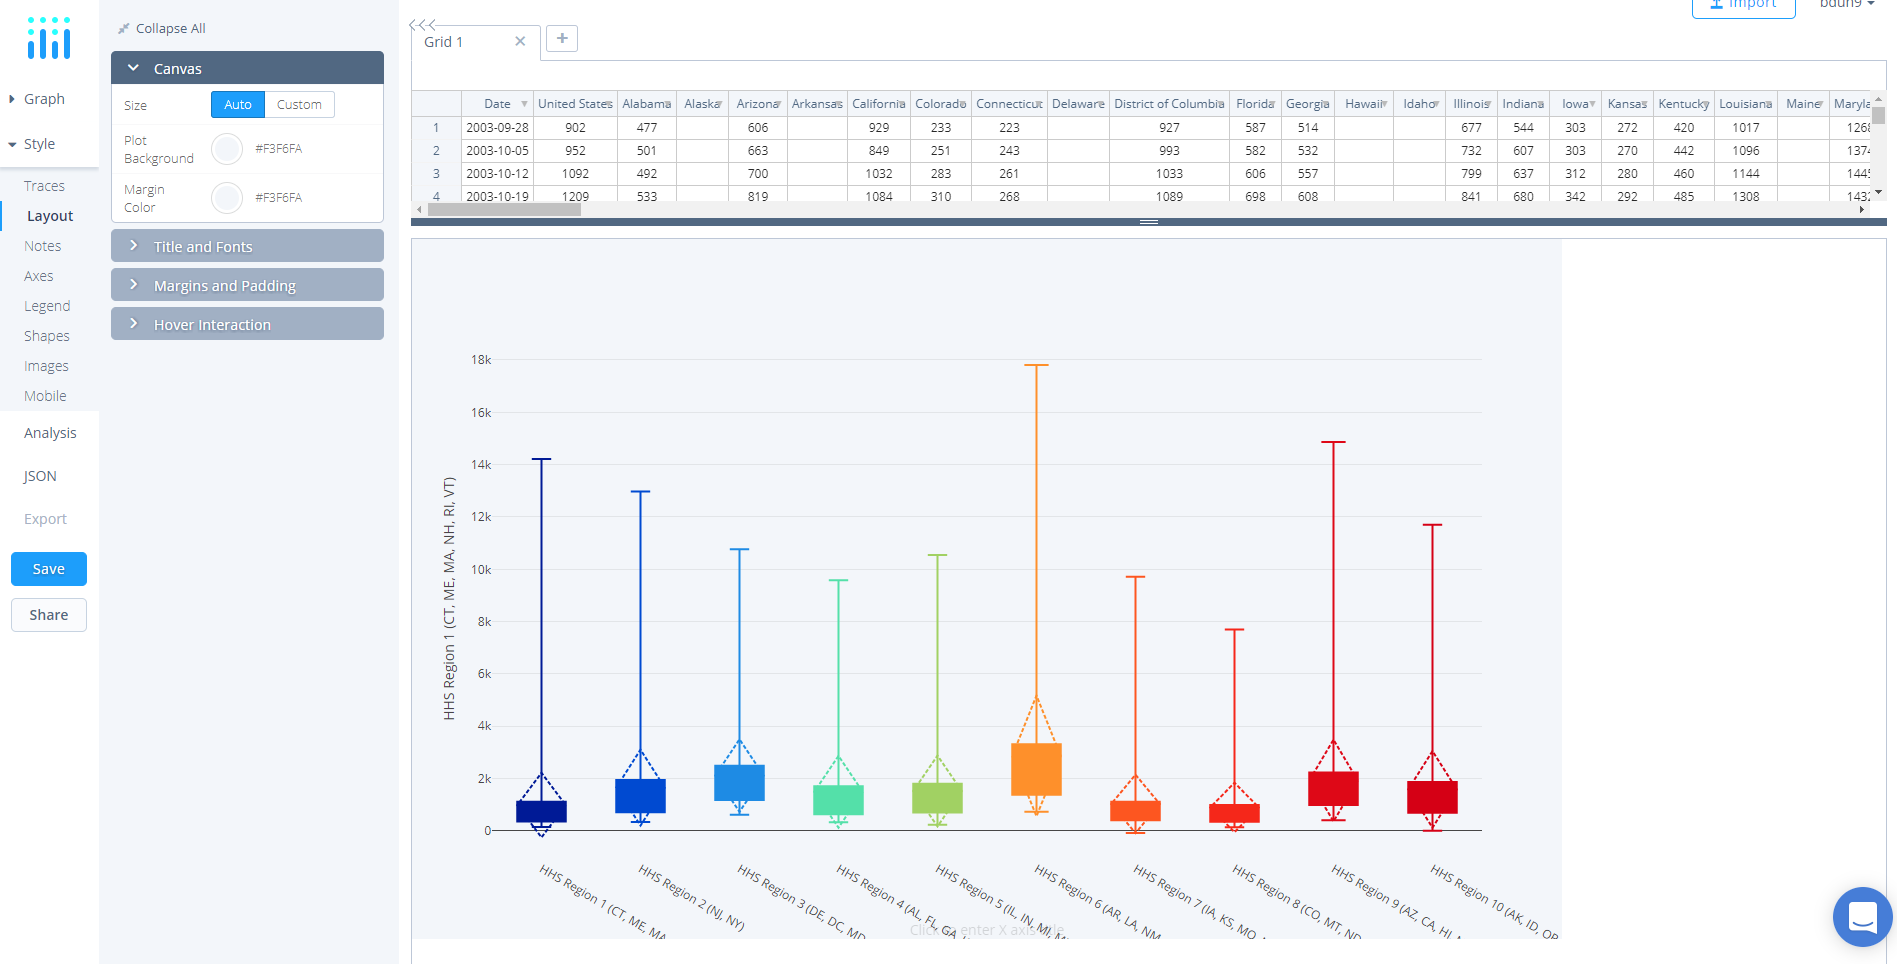 Import
bdun9
Collapse All
Grid 1
Canvas
Size
Auto
Custom
Plot
Background
#F3F6FA
Margin
Color
#F3F6FA
Title and Fonts
Margins and Padding
Hover Interaction
Graph
Style
Traces
Layout
Notes
Axes
Legend
Shapes
Images
Mobile
Analysis
JSON
Export
Save
Share
Date United States Alabama Alaska Arizona Arkansas California Colorado Connecticut Delaware District of Columbia Florida Georgia Hawaii Idaho Illinois Indiana Iowa Kansas Kentucky Louisiana Maine Maryla
1 2003-09-28 902 477 606 929 233 223 927 587 514 677 544 303 272 420 1017 1268
2 2003-10-05 952 501 663 849 251 243 993 582 532 732 607 303 270 442 1096 1374
3 2003-10-12 1092 492 700 1032 283 261 1033 606 557 799 637 312 280 460 1144 1445
4 2003-10-19 1209 533 819 1084 310 268 1089 698 608 841 680 342 292 485 1308 1432
18k
16k
14k
12k
10k
8k
6k
4k
2k
0
HHS Region 1 (CT, ME, MA, NH, RI, VT)
HHS Region 1 (CT, ME, MA
HHS Region 2 (NJ, NY)
HHS Region 3 (DE, DC, MD
HHS Region 4 (AL, FL, GA,
HHS Region 5 (IL, IN, MI,
HHS Region 6 (AR, LA, NM
HHS Region 7 (IA, KS, MO
HHS Region 8 (CO, MT, ND
HHS Region 9 (AZ, CA, HI,
HHS Region 10 (AK, ID, OR
Click to enter X axis title